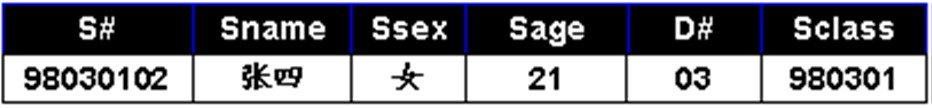 S# Sname Ssex Sage D# Sclass
98030102 张四 女 21 03 980301